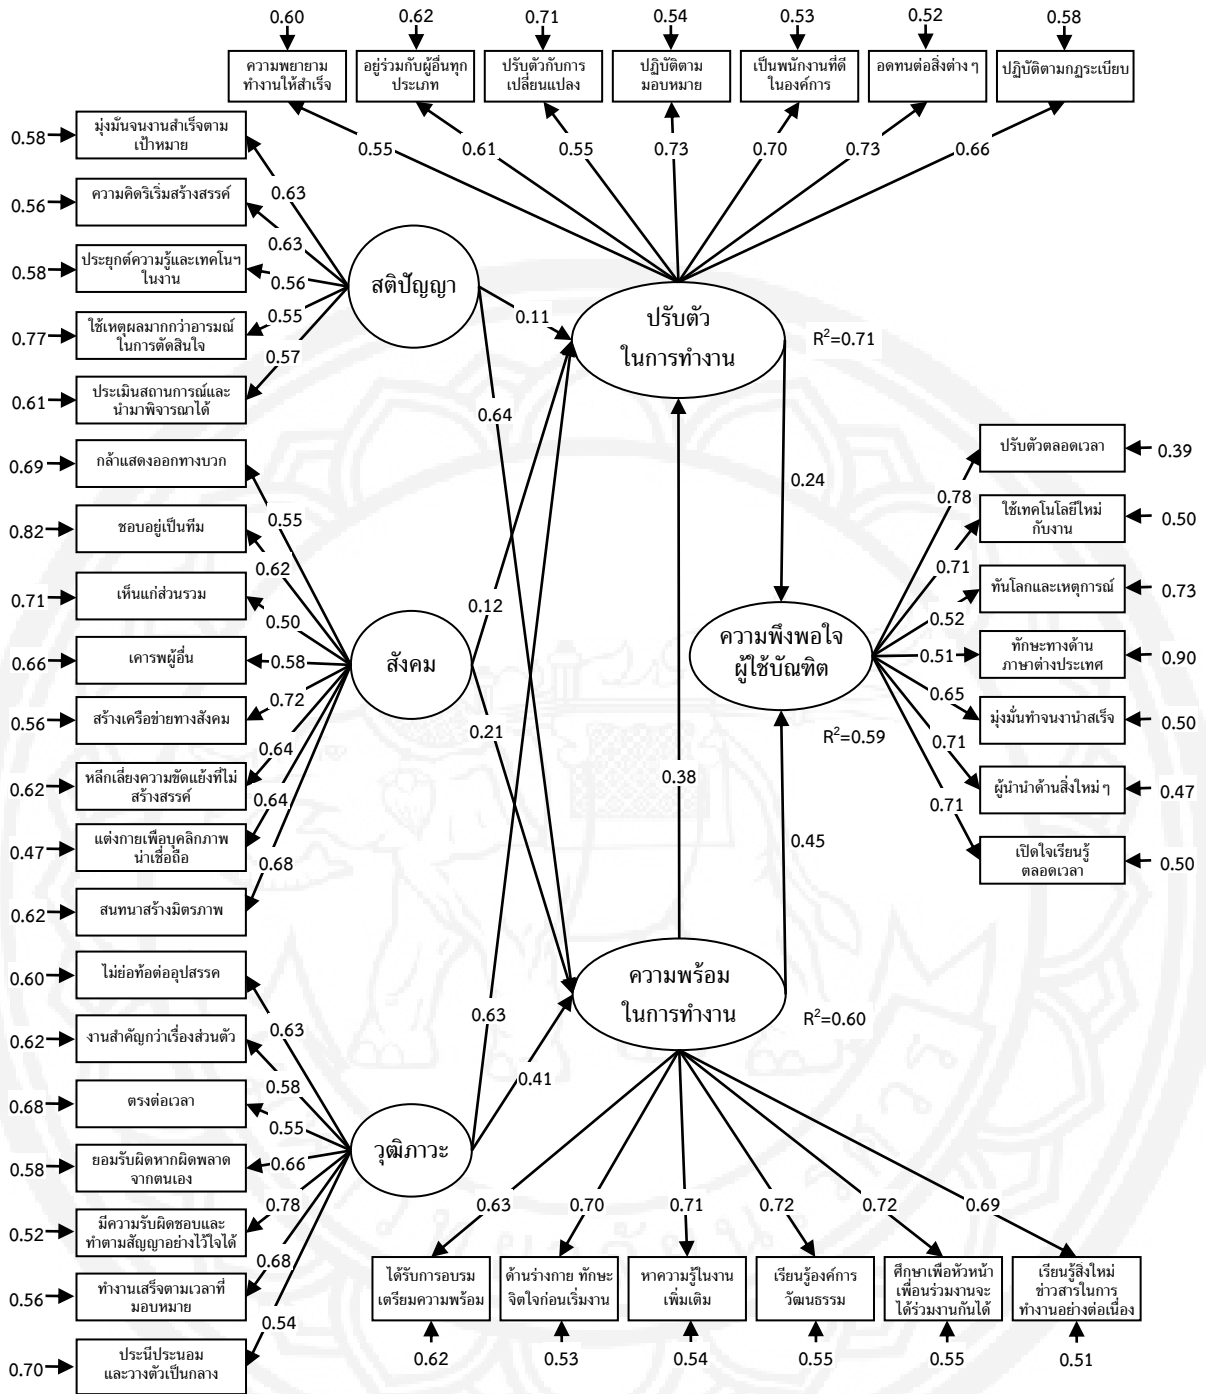 0.60
0.62
0.71
0.54
0.53
0.52
0.58
ความพยายาม
ทำงานให้สำเร็จ
อยู่ร่วมกับผู้อื่นทุก
ประเภท
ปรับตัวกับการ
เปลี่ยนแปลง
ปฏิบัติตาม
มอบหมาย
เป็นพนักงานที่ดี
ในองค์การ
อดทนต่อสิ่งต่าง ๆ
ปฏิบัติตามกฏระเบียบ
0.55
0.61
0.55
0.73
0.70
0.73
0.66
0.58
มุ่งมั่นจนงานสำเร็จตาม
เป้าหมาย
0.63
0.56
ความคิดริเริ่มสร้างสรรค์
0.63
0.58
ประยุกต์ความรู้และเทคโนฯ
ในงาน
0.56
0.77
ใช้เหตุผลมากกว่าอารมณ์
ในการตัดสินใจ
0.55
0.61
ประเมินสถานการณ์และ
นำมาพิจารณาได้
0.57
สติปัญญา
0.11
0.64
ปรับตัว
ในการทำงาน
R²=0.71
0.24
0.69
กล้าแสดงออกทางบวก
0.55
0.82
ชอบอยู่เป็นทีม
0.62
0.71
เห็นแก่ส่วนรวม
0.50
0.66
เคารพผู้อื่น
0.58
0.56
สร้างเครือข่ายทางสังคม
0.72
0.62
หลีกเลี่ยงความขัดแย้งที่ไม่
สร้างสรรค์
0.64
0.47
แต่งกายเพื่อบุคลิกภาพ
น่าเชื่อถือ
0.64
0.62
สนทนาสร้างมิตรภาพ
0.68
สังคม
0.12
0.21
0.38
ความพึงพอใจ
ผู้ใช้บัณฑิต
R²=0.59
0.45
0.78
ปรับตัวตลอดเวลา
0.39
0.71
ใช้เทคโนโลยีใหม่
กับงาน
0.50
0.52
ทันโลกและเหตุการณ์
0.73
0.51
ทักษะทางด้าน
ภาษาต่างประเทศ
0.90
0.65
มุ่งมั่นทำจนงานำสเร็จ
0.50
0.71
ผู้นำนำด้านสิ่งใหม่ ๆ
0.47
0.71
เปิดใจเรียนรู้
ตลอดเวลา
0.50
0.60
ไม่ย่อท้อต่ออุปสรรค
0.63
0.62
งานสำคัญกว่าเรื่องส่วนตัว
0.58
0.68
ตรงต่อเวลา
0.55
0.58
ยอมรับผิดหากผิดพลาด
จากตนเอง
0.66
0.52
มีความรับผิดชอบและ
ทำตามสัญญาอย่างไว้ใจได้
0.78
0.56
ทำงานเสร็จตามเวลาที่
มอบหมาย
0.68
0.70
ประนีประนอม
และวางตัวเป็นกลาง
0.54
วุฒิภาวะ
0.63
0.41
ความพร้อม
ในการทำงาน
R²=0.60
0.63
0.70
0.71
0.72
0.72
0.69
ได้รับการอบรม
เตรียมความพร้อม
ด้านร่างกาย ทักษะ
จิตใจก่อนเริ่มงาน
หาความรู้ในงาน
เพิ่มเติม
เรียนรู้องค์การ
วัฒนธรรม
ศึกษาเพื่อหัวหน้า
เพื่อนร่วมงานจะ
ได้ร่วมงานกันได้
เรียนรู้สิ่งใหม่
ข่าวสารในการ
ทำงานอย่างต่อเนื่อง
0.62
0.53
0.54
0.55
0.55
0.51